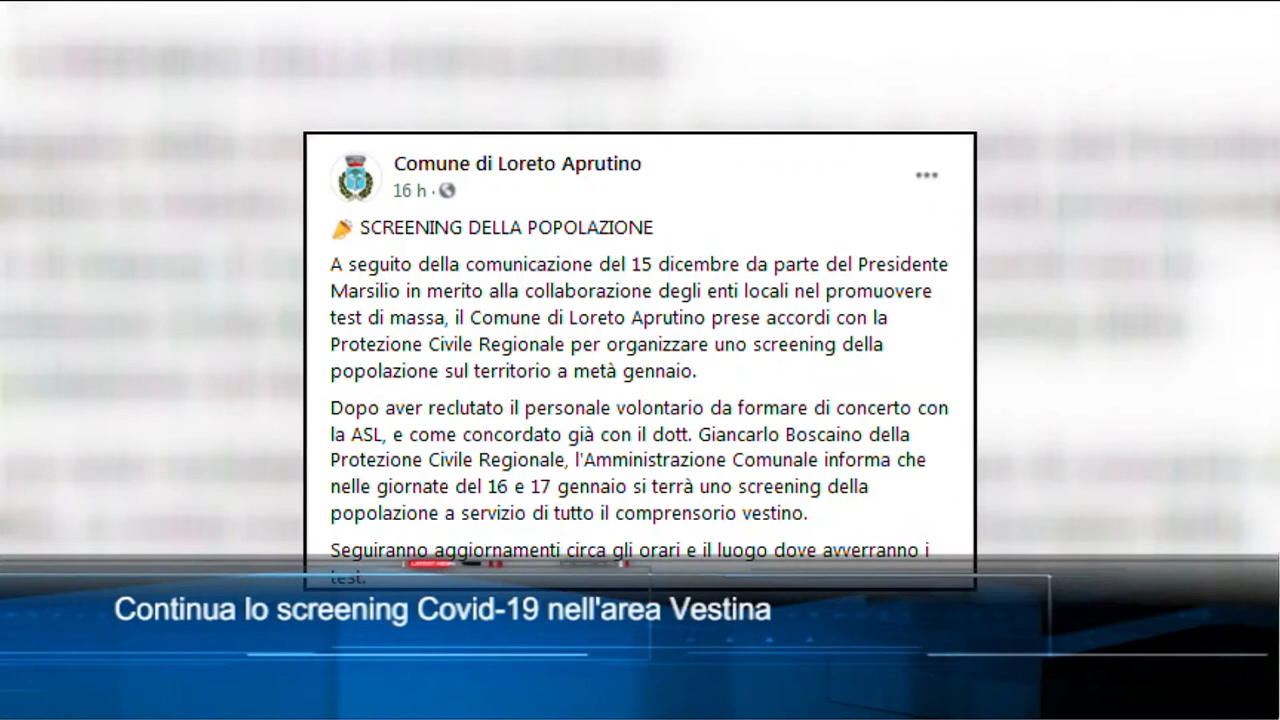 Comune di Loreto Aprutino
16 h ·
SCREENING DELLA POPOLAZIONE
A seguito della comunicazione del 15 dicembre da parte del Presidente
Marsilio in merito alla collaborazione degli enti locali nel promuovere
test di massa, il Comune di Loreto Aprutino prese accordi con la
Protezione Civile Regionale per organizzare uno screening della
popolazione sul territorio a metà gennaio.
Dopo aver reclutato il personale volontario da formare di concerto con
la ASL, e come concordato già con il dott. Giancarlo Boscaino della
Protezione Civile Regionale, l'Amministrazione Comunale informa che
nelle giornate del 16 e 17 gennaio si terrà uno screening della
popolazione a servizio di tutto il comprensorio vestino.
Seguiranno aggiornamenti circa gli orari e il luogo dove avverranno i
test.
LATEST NEWS
Continua lo screening Covid-19 nell'area Vestina